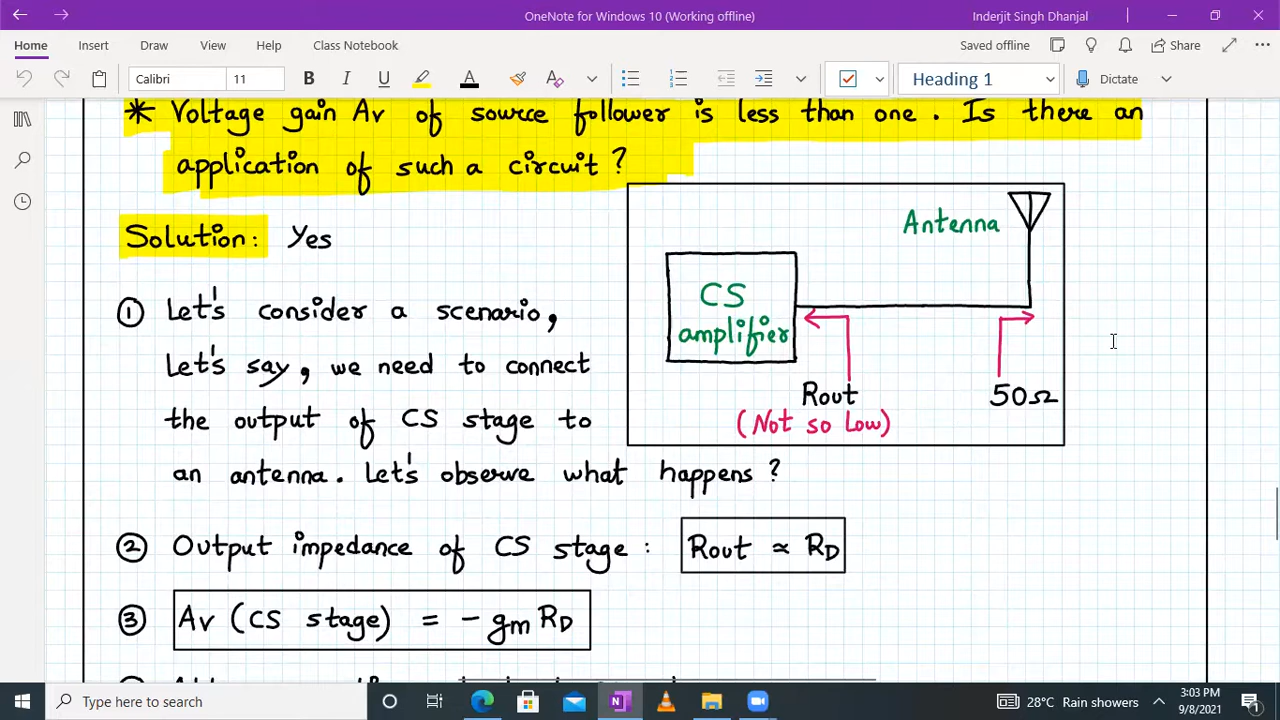 OneNote for Windows 10 (Working offline)
Inderjit Singh Dhanjal
Home Insert Draw View Help Class Notebook
Saved offline
Share
Calibri 11 B I U A A Heading 1 Dictate
* Voltage gain Av of source follower is less than one. Is there an
application of such a circuit?
Solution: Yes
① Let's consider a scenario,
Let's say, we need to connect
the output of CS stage to
an antenna. Let's observe what happens?
Antenna
CS
amplifier
Rout
(Not so Low)
50Ω
② Output impedance of CS stage: Rout ∝ RD
③ Av (CS stage) = - gm RD
Type here to search
28°C Rain showers
3:03 PM
9/8/2021
1